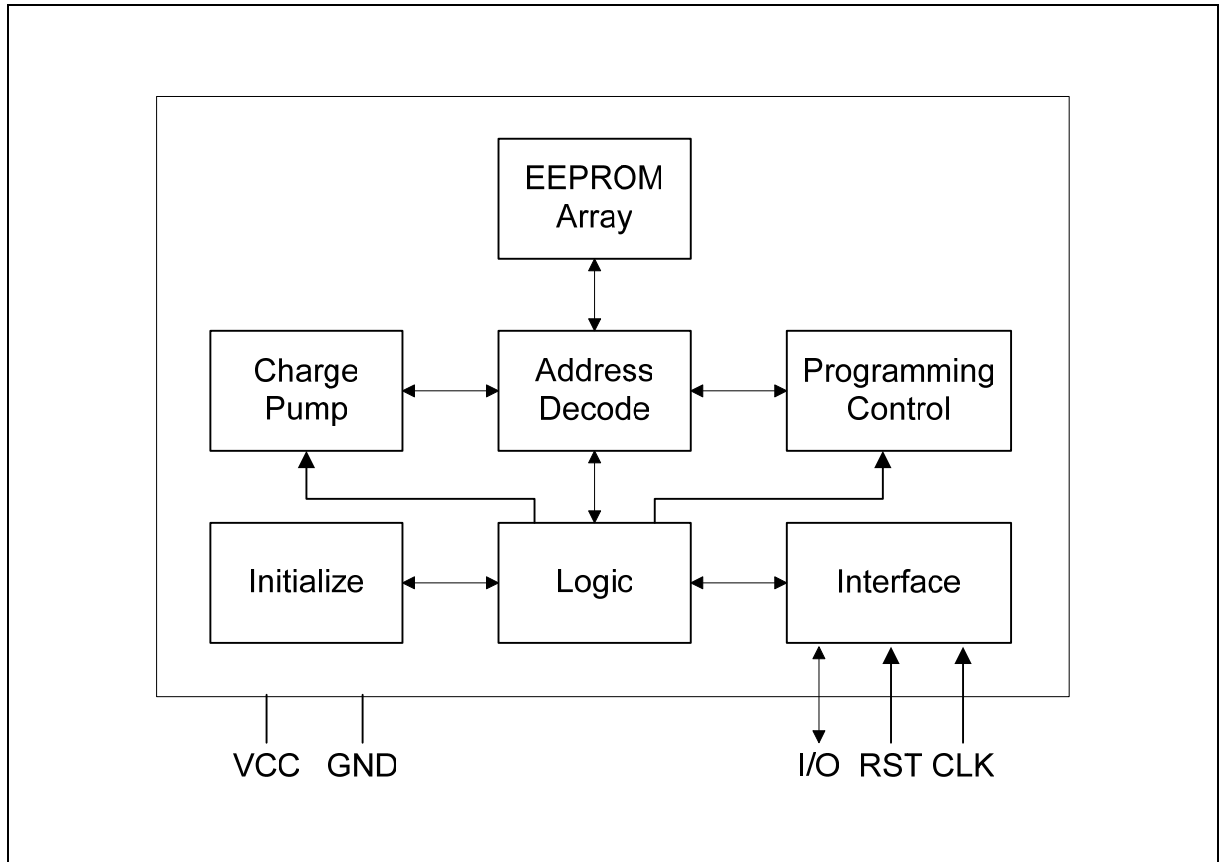 EEPROM
Array
Charge
Pump
Address
Decode
Programming
Control
Initialize
Logic
Interface
VCC GND I/O RST CLK